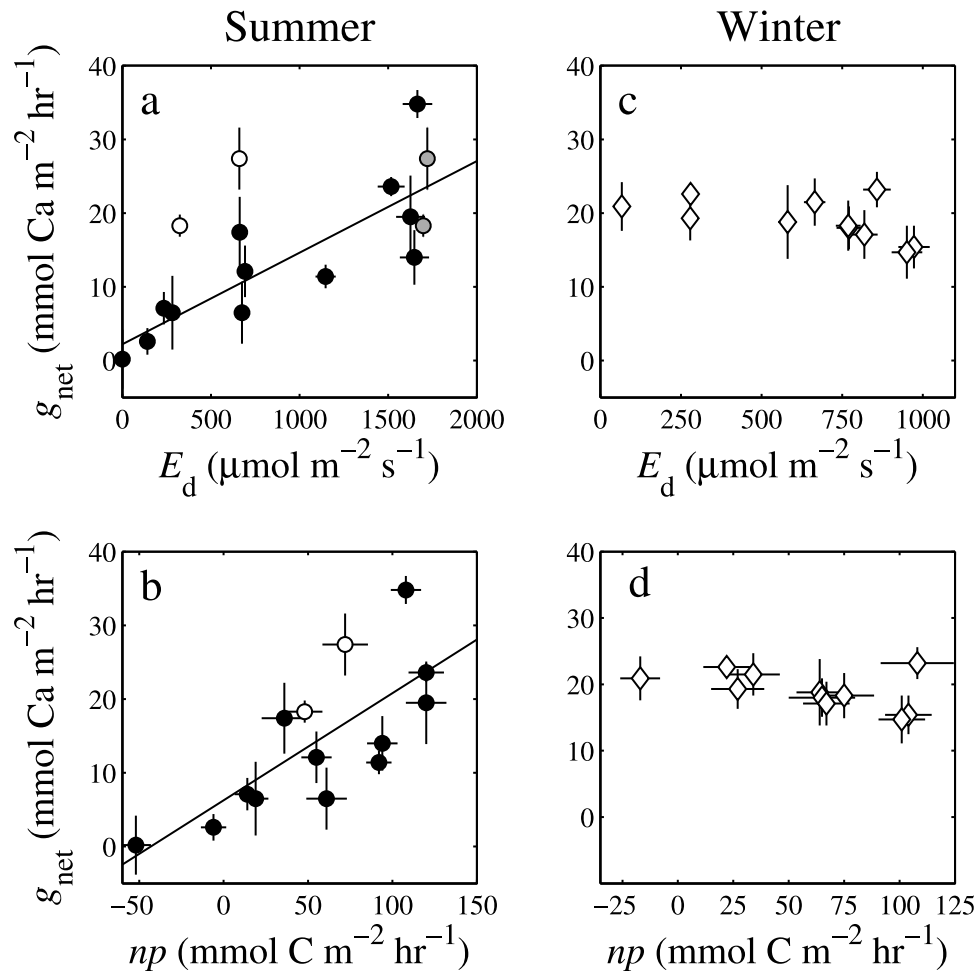 Summer
Winter
a
g_net (mmol Ca m⁻² hr⁻¹)
40
30
20
10
0
0 500 1000 1500 2000
E_d (μmol m⁻² s⁻¹)
c
40
30
20
10
0
0 250 500 750 1000
E_d (μmol m⁻² s⁻¹)
b
g_net (mmol Ca m⁻² hr⁻¹)
40
30
20
10
0
−50 0 50 100 150
np (mmol C m⁻² hr⁻¹)
d
40
30
20
10
0
−25 0 25 50 75 100 125
np (mmol C m⁻² hr⁻¹)